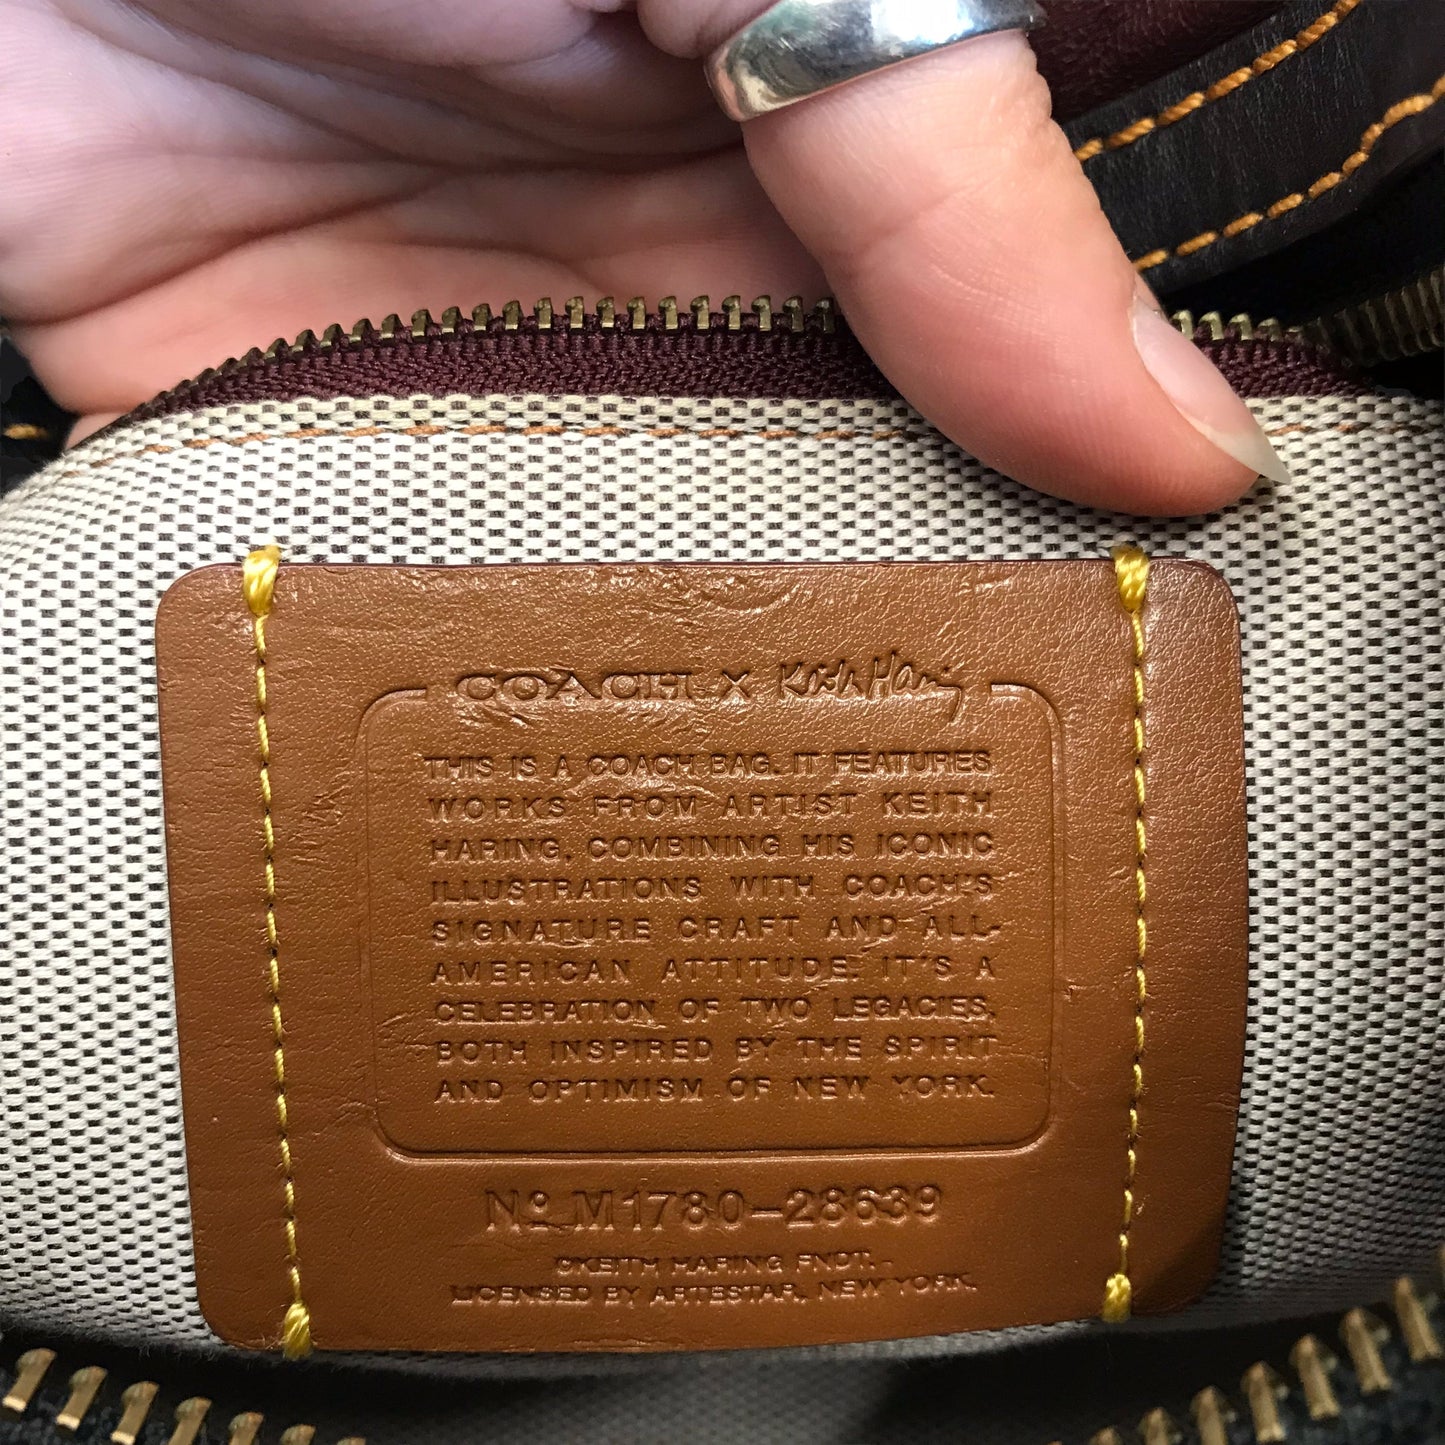 COACH x Keith Haring
THIS IS A COACH BAG. IT FEATURES
WORKS FROM ARTIST KEITH
HARING, COMBINING HIS ICONIC
ILLUSTRATIONS WITH COACH'S
SIGNATURE CRAFT AND ALL-
AMERICAN ATTITUDE. IT'S A
CELEBRATION OF TWO LEGACIES,
BOTH INSPIRED BY THE SPIRIT
AND OPTIMISM OF NEW YORK.
No M1780-28639
©KEITH HARING FNDT.
LICENSED BY ARTESTAR, NEW YORK.